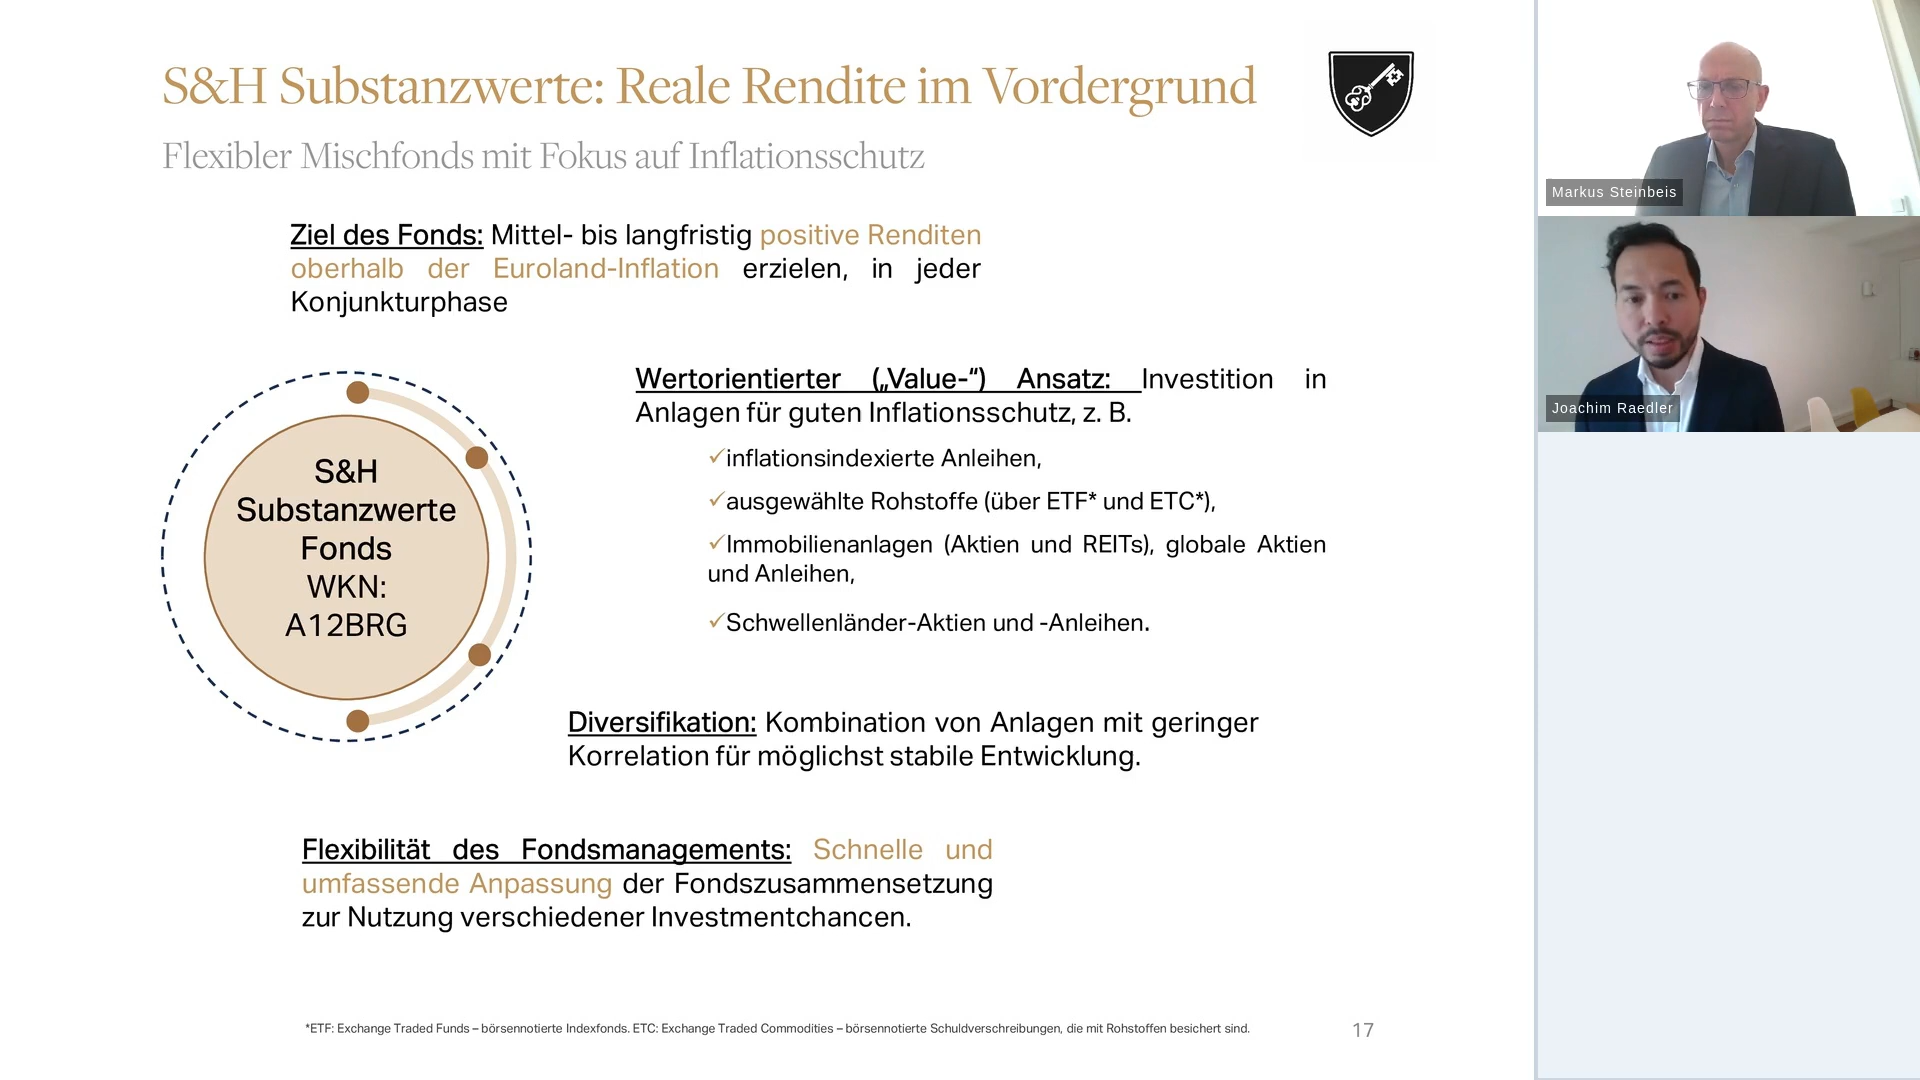 S&H Substanzwerte: Reale Rendite im Vordergrund
Flexibler Mischfonds mit Fokus auf Inflationsschutz
Ziel des Fonds: Mittel- bis langfristig positive Renditen
oberhalb der Euroland-Inflation erzielen, in jeder
Konjunkturphase
S&H
Substanzwerte
Fonds
WKN:
A12BRG
Wertorientierter („Value-“) Ansatz: Investition in
Anlagen für guten Inflationsschutz, z. B.
✓inflationsindexierte Anleihen,
✓ausgewählte Rohstoffe (über ETF* und ETC*),
✓Immobilienanlagen (Aktien und REITs), globale Aktien
und Anleihen,
✓Schwellenländer-Aktien und -Anleihen.
Diversifikation: Kombination von Anlagen mit geringer
Korrelation für möglichst stabile Entwicklung.
Flexibilität des Fondsmanagements: Schnelle und
umfassende Anpassung der Fondszusammensetzung
zur Nutzung verschiedener Investmentchancen.
*ETF: Exchange Traded Funds – börsennotierte Indexfonds. ETC: Exchange Traded Commodities – börsennotierte Schuldverschreibungen, die mit Rohstoffen besichert sind.
17
Markus Steinbeis
Joachim Raedler